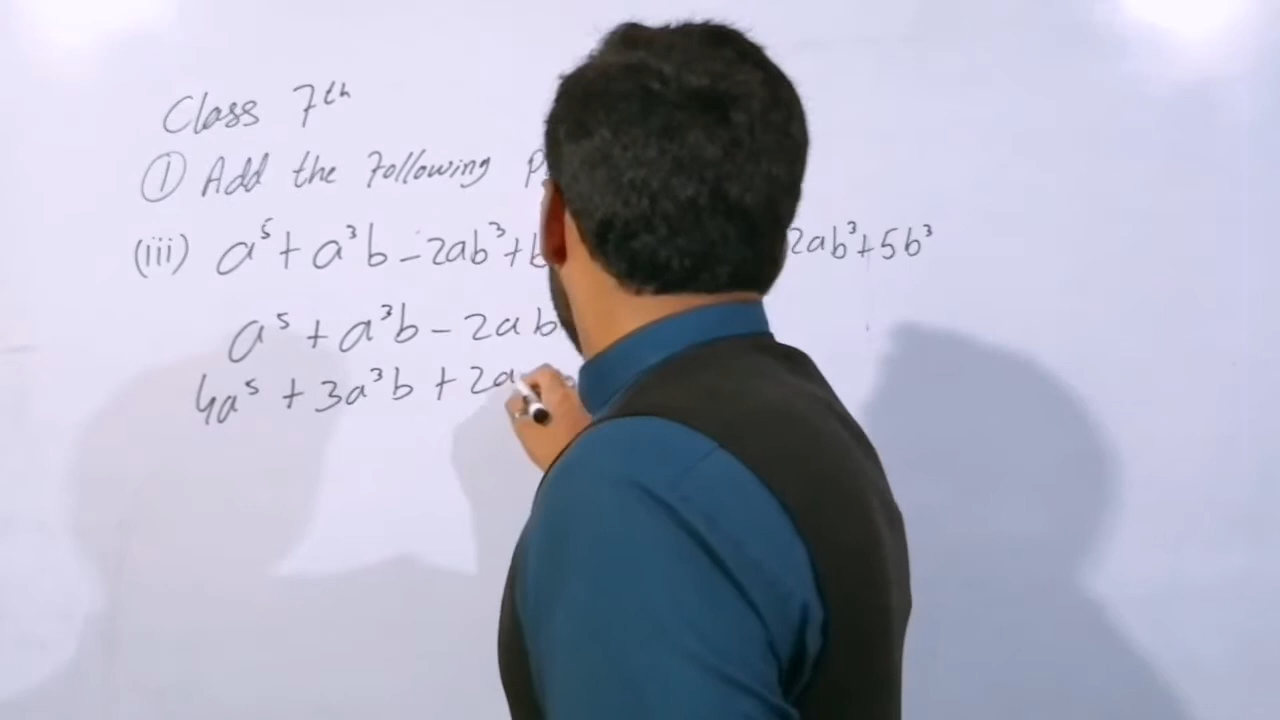 Class 7th
① Add the Following
(iii) a⁵ + a³b - 2ab³ + 2ab³ + 5b³
a⁵ + a³b - 2ab
4a⁵ + 3a³b + 2a